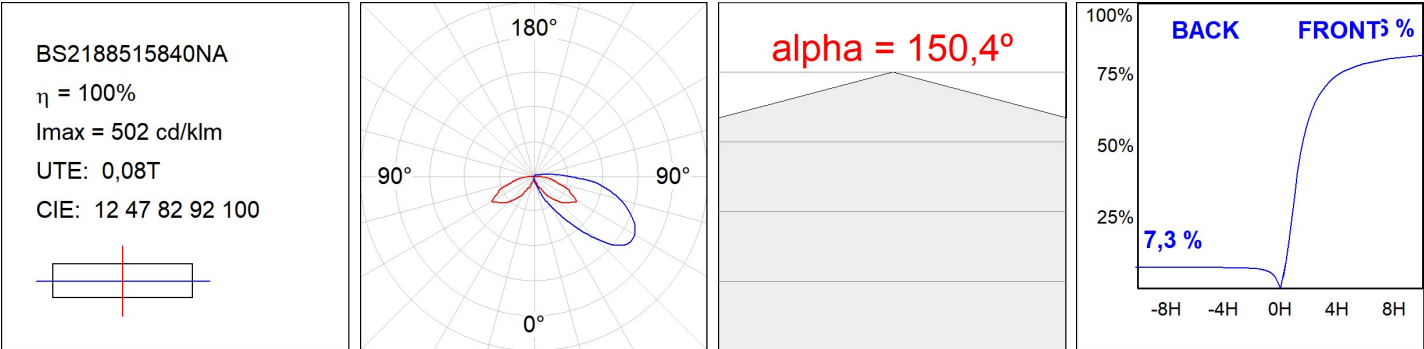 BS2188515840NA
η = 100%
Imax = 502 cd/klm
UTE: 0,08T
CIE: 12 47 82 92 100
180°
90°
90°
0°
alpha = 150,4º
100%
75%
50%
25%
BACK
FRONT
%
7,3 %
-8H
-4H
0H
4H
8H